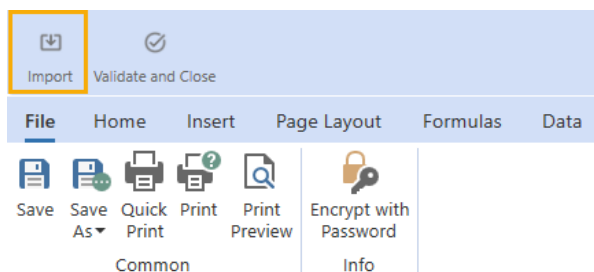 Import Validate and Close
File Home Insert Page Layout Formulas Data
Save Save Quick Print Print Encrypt with
As Print Preview Password
Common Info